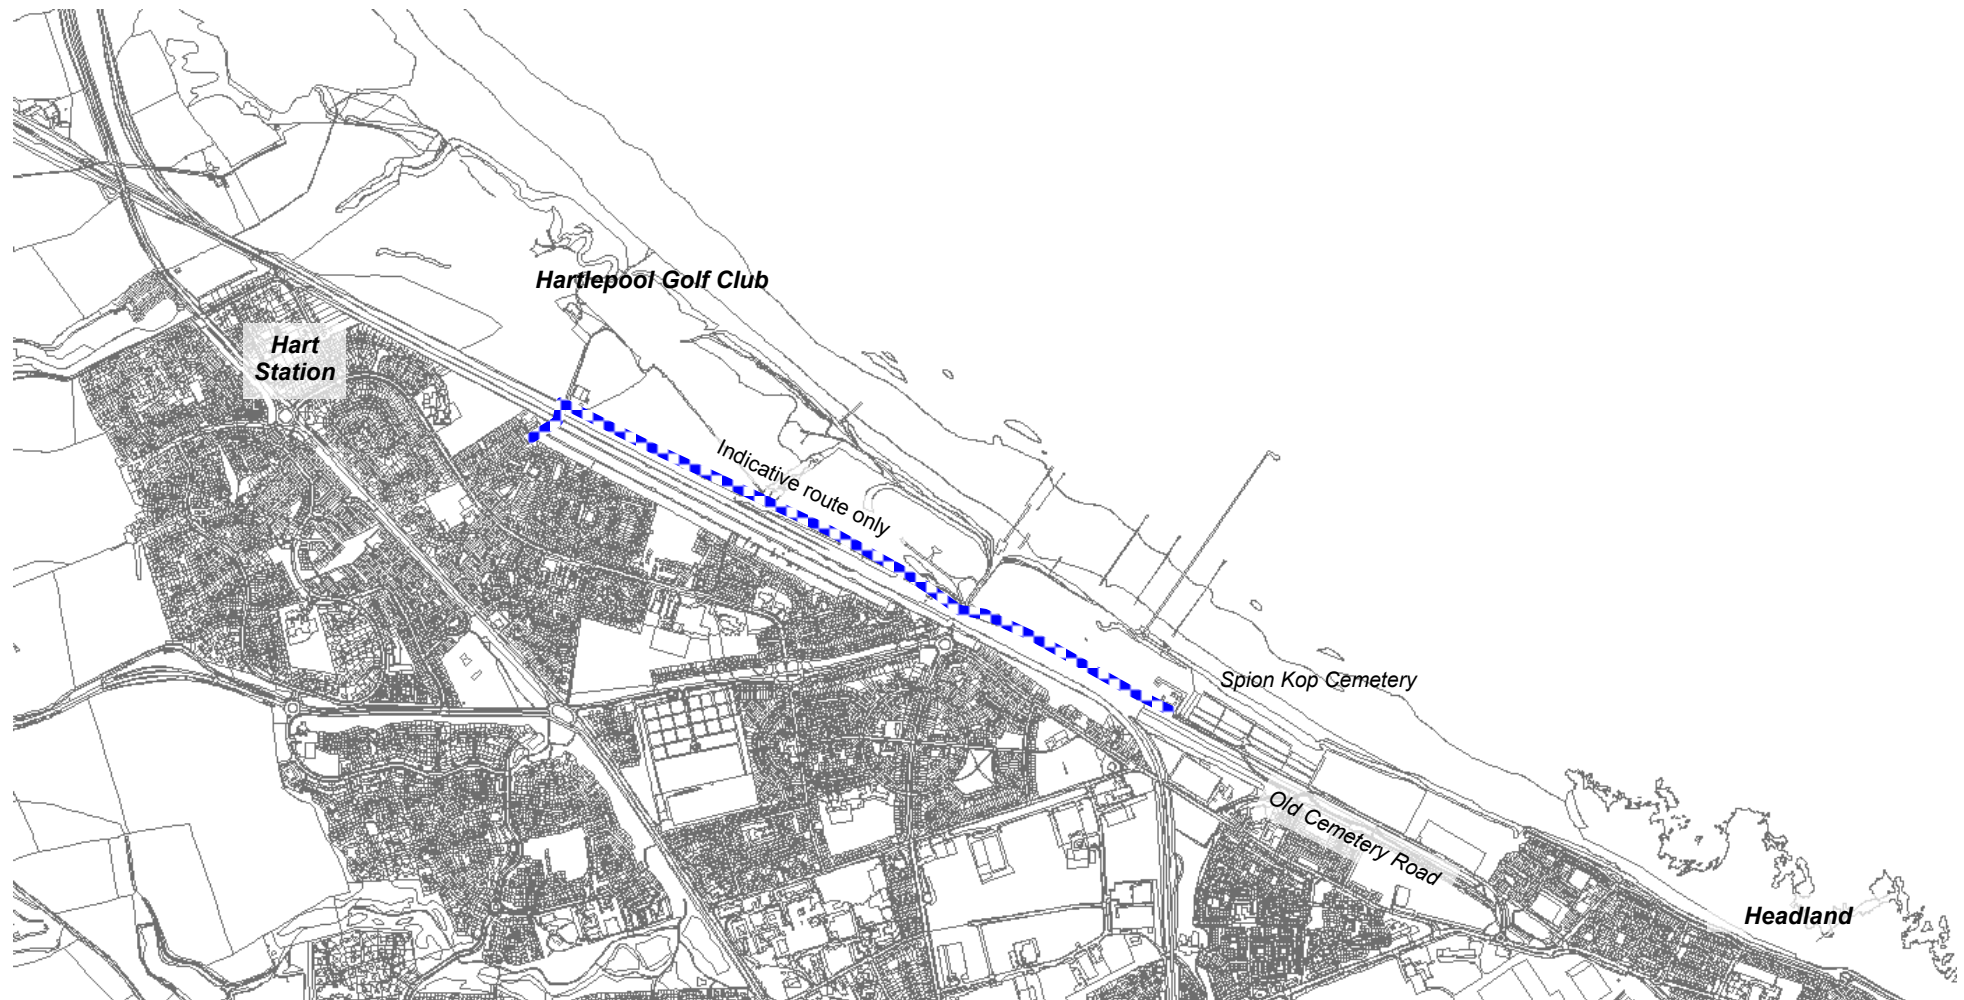 Hartlepool Golf Club
Hart
Station
Indicative route only
Spion Kop Cemetery
Old Cemetery Road
Headland